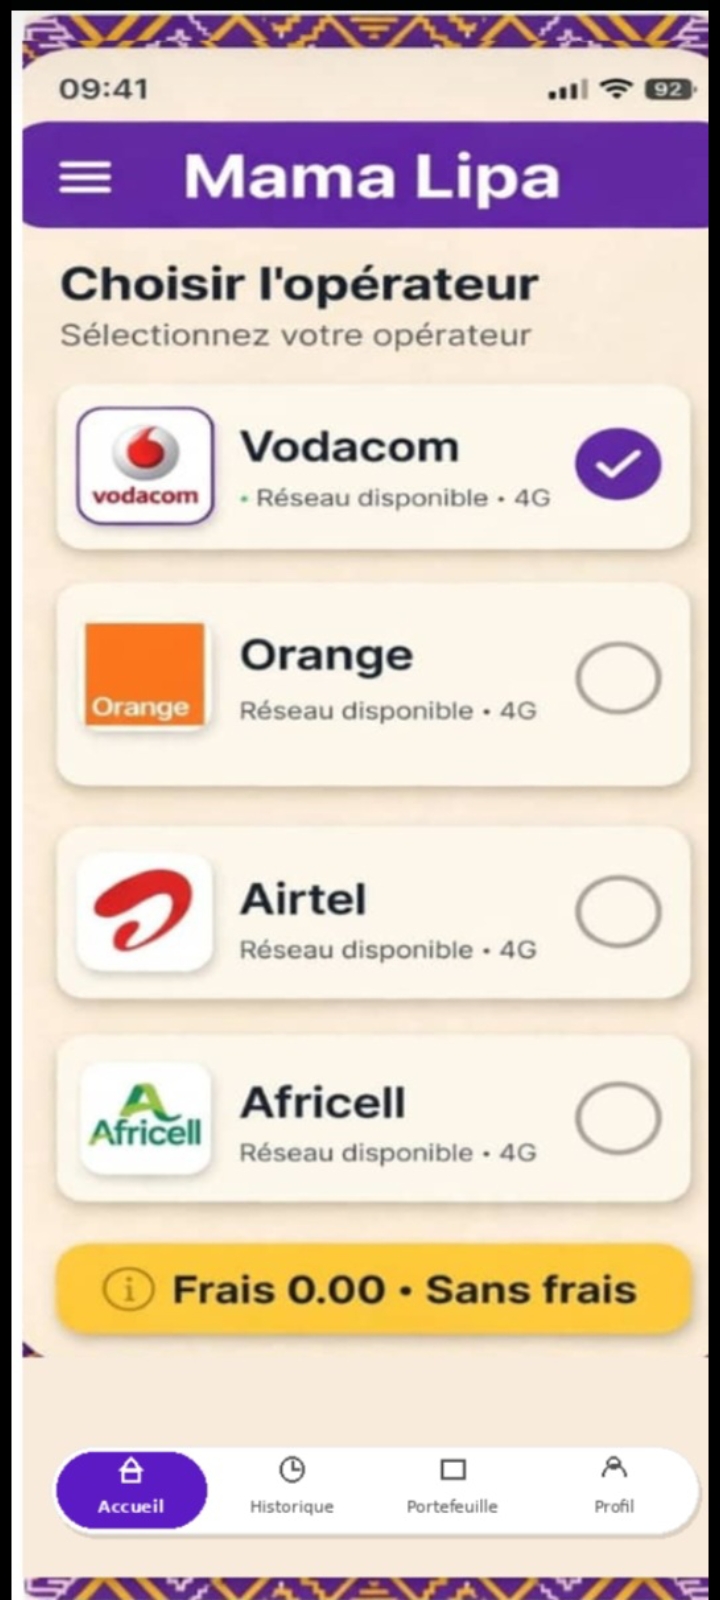 09:41
92
Mama Lipa
Choisir l'opérateur
Sélectionnez votre opérateur
vodacom
Vodacom
• Réseau disponible • 4G
Orange
Orange
Réseau disponible • 4G
Airtel
Réseau disponible • 4G
Africell
Africell
Réseau disponible • 4G
i Frais 0.00 • Sans frais
Accueil
Historique
Portefeuille
Profil